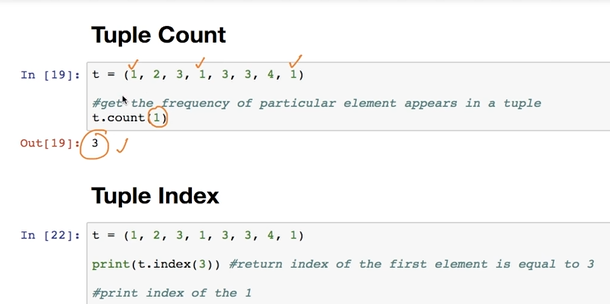 Tuple Count
In [19]: t = (1, 2, 3, 1, 3, 3, 4, 1)
#get the frequency of particular element appears in a tuple
t.count(1)
Out[19]: 3
Tuple Index
In [22]: t = (1, 2, 3, 1, 3, 3, 4, 1)
print(t.index(3)) #return index of the first element is equal to 3
#print index of the 1